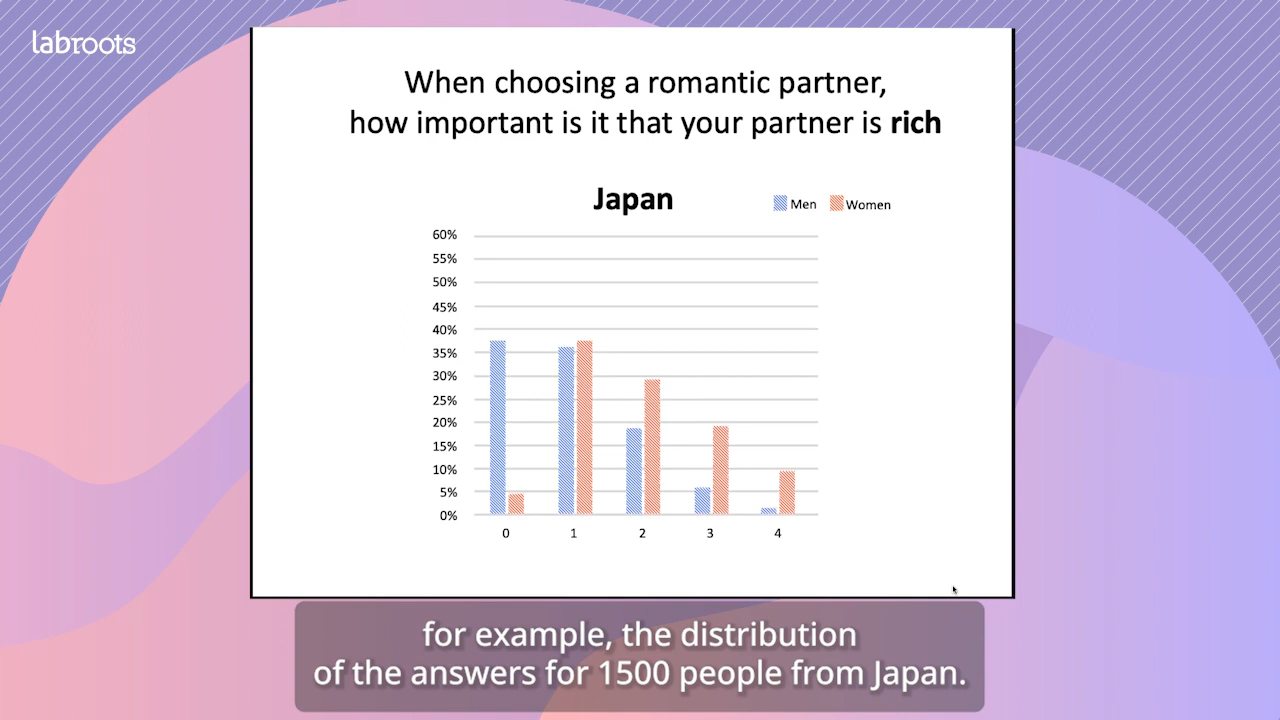 labroots
When choosing a romantic partner,
how important is it that your partner is rich
Japan
Men
Women
60%
55%
50%
45%
40%
35%
30%
25%
20%
15%
10%
5%
0%
0
1
2
3
4
for example, the distribution
of the answers for 1500 people from Japan.